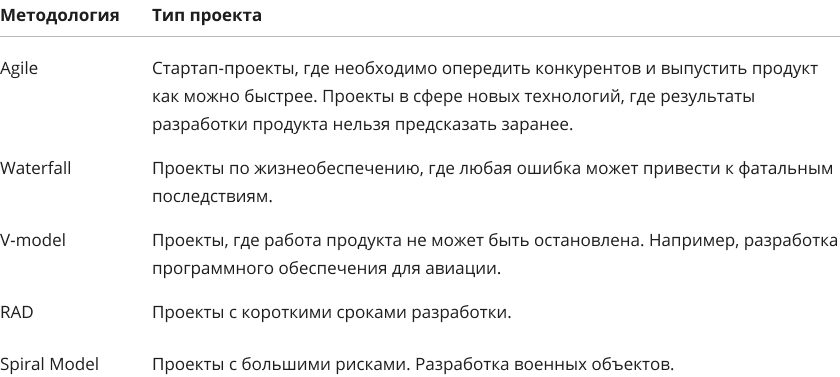 Методология Тип проекта
Agile Стартап-проекты, где необходимо опередить конкурентов и выпустить продукт
как можно быстрее. Проекты в сфере новых технологий, где результаты
разработки продукта нельзя предсказать заранее.
Waterfall Проекты по жизнеобеспечению, где любая ошибка может привести к фатальным
последствиям.
V-model Проекты, где работа продукта не может быть остановлена. Например, разработка
программного обеспечения для авиации.
RAD Проекты с короткими сроками разработки.
Spiral Model Проекты с большими рисками. Разработка военных объектов.